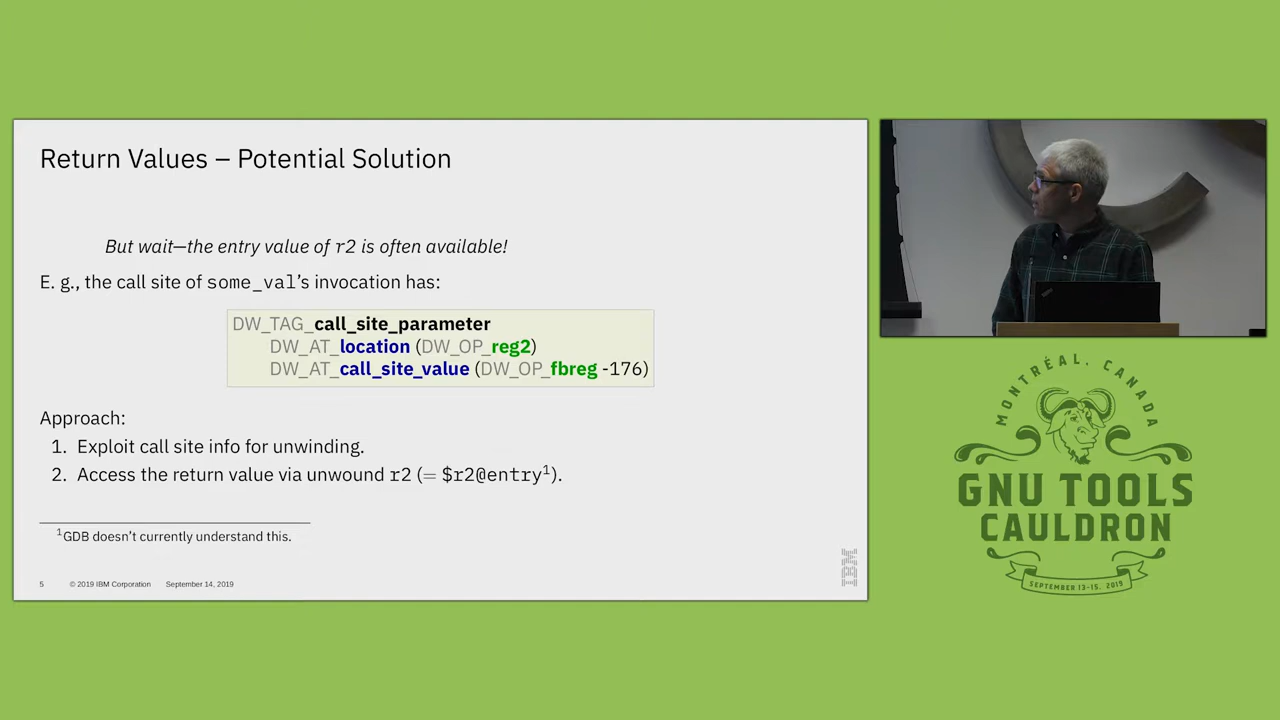 Return Values – Potential Solution
But wait—the entry value of r2 is often available!
E. g., the call site of some_val's invocation has:
DW_TAG_call_site_parameter
DW_AT_location (DW_OP_reg2)
DW_AT_call_site_value (DW_OP_fbreg -176)
Approach:
1. Exploit call site info for unwinding.
2. Access the return value via unwound r2 (= $r2@entry¹).
¹GDB doesn't currently understand this.
5 © 2019 IBM Corporation September 14, 2019
IBM
MONTRÉAL, CANADA
GNU TOOLS
CAULDRON
SEPTEMBER 13-15, 2019